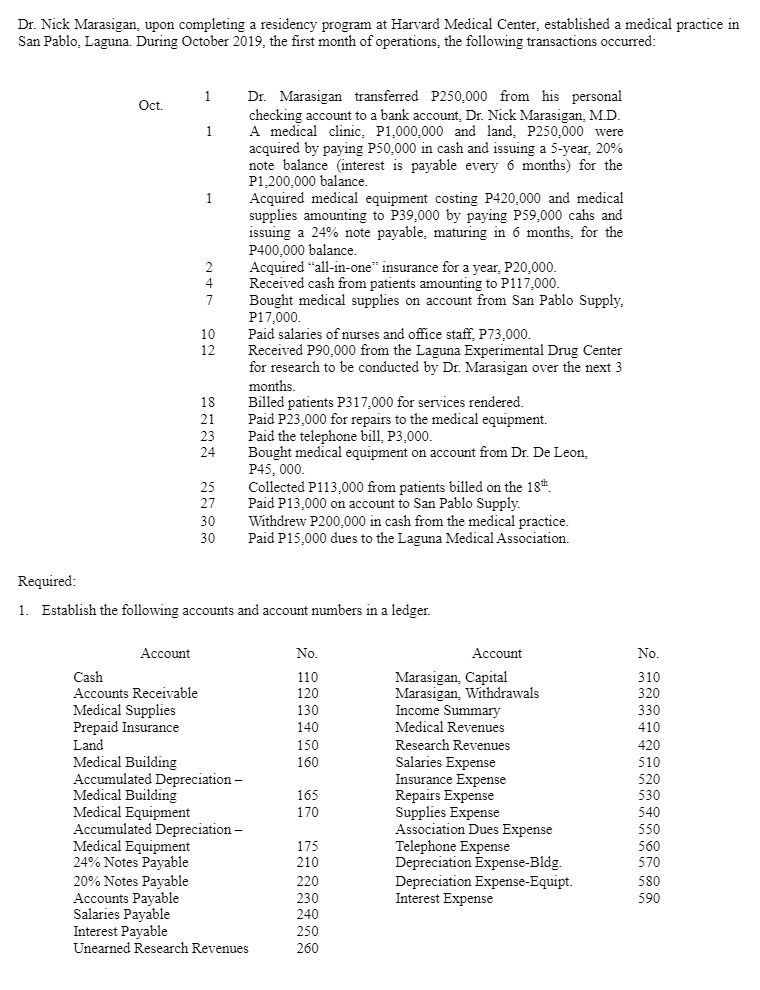 Dr. Nick Marasigan, upon completing a residency program at Harvard Medical Center, established a medical practice in
San Pablo, Laguna. During October 2019, the first month of operations, the following transactions occurred:
Oct. 1 Dr. Marasigan transferred P250,000 from his personal
checking account to a bank account, Dr. Nick Marasigan, M.D.
1 A medical clinic, P1,000,000 and land, P250,000 were
acquired by paying P50,000 in cash and issuing a 5-year, 20%
note balance (interest is payable every 6 months) for the
P1,200,000 balance.
1 Acquired medical equipment costing P420,000 and medical
supplies amounting to P39,000 by paying P59,000 cahs and
issuing a 24% note payable, maturing in 6 months, for the
P400,000 balance.
2 Acquired “all-in-one” insurance for a year, P20,000.
4 Received cash from patients amounting to P117,000.
7 Bought medical supplies on account from San Pablo Supply,
P17,000.
10 Paid salaries of nurses and office staff, P73,000.
12 Received P90,000 from the Laguna Experimental Drug Center
for research to be conducted by Dr. Marasigan over the next 3
months.
18 Billed patients P317,000 for services rendered.
21 Paid P23,000 for repairs to the medical equipment.
23 Paid the telephone bill, P3,000.
24 Bought medical equipment on account from Dr. De Leon,
P45, 000.
25 Collected P113,000 from patients billed on the 18th.
27 Paid P13,000 on account to San Pablo Supply.
30 Withdrew P200,000 in cash from the medical practice.
30 Paid P15,000 dues to the Laguna Medical Association.
Required:
1. Establish the following accounts and account numbers in a ledger.
Account No. Account No.
Cash 110 Marasigan, Capital 310
Accounts Receivable 120 Marasigan, Withdrawals 320
Medical Supplies 130 Income Summary 330
Prepaid Insurance 140 Medical Revenues 410
Land 150 Research Revenues 420
Medical Building 160 Salaries Expense 510
Accumulated Depreciation – Insurance Expense 520
Medical Building 165 Repairs Expense 530
Medical Equipment 170 Supplies Expense 540
Accumulated Depreciation – Association Dues Expense 550
Medical Equipment 175 Telephone Expense 560
24% Notes Payable 210 Depreciation Expense-Bldg. 570
20% Notes Payable 220 Depreciation Expense-Equipt. 580
Accounts Payable 230 Interest Expense 590
Salaries Payable 240
Interest Payable 250
Unearned Research Revenues 260